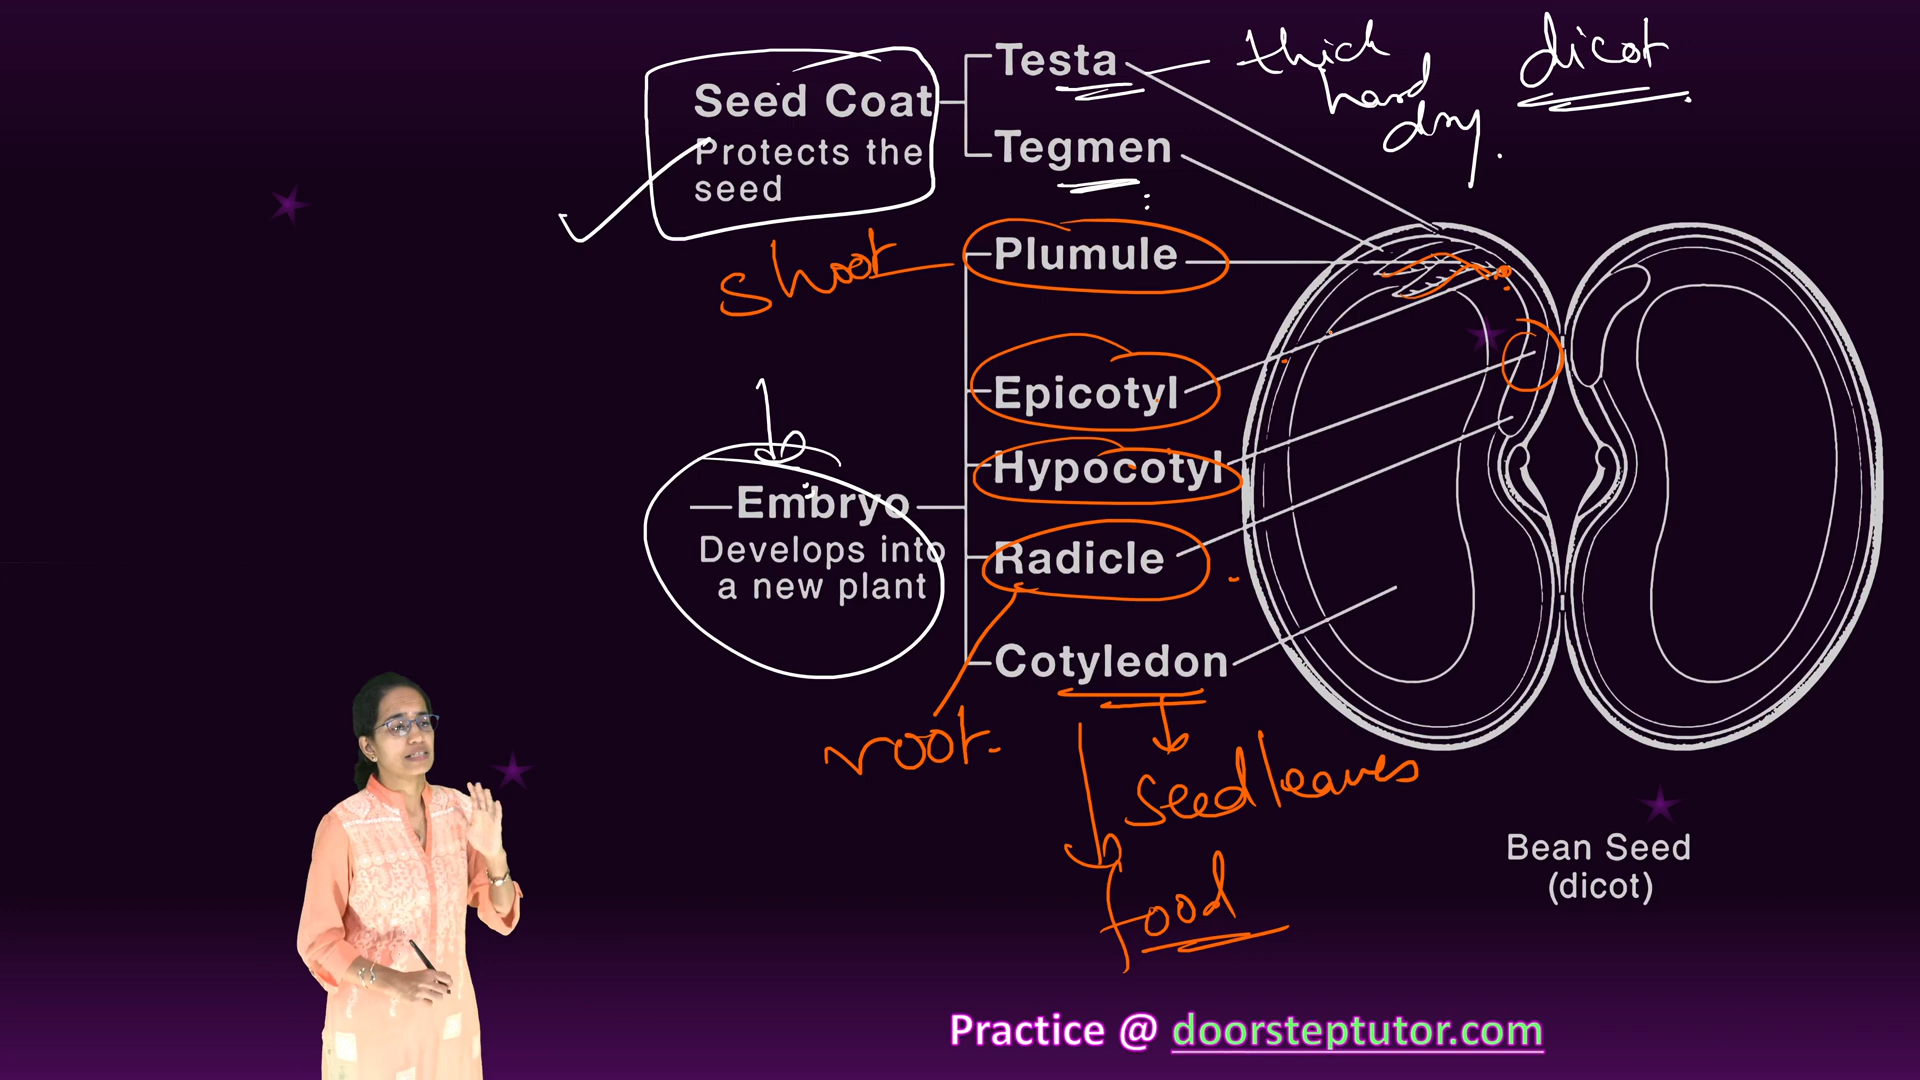 Testa
thick
hard
dry.
dicot
Seed Coat
Protects the
seed
Tegmen
shoot
Plumule
Epicotyl
Hypocotyl
Embryo
Develops into
a new plant
Radicle
Cotyledon
root.
Seed leaves
food
Bean Seed
(dicot)
Practice @ doorsteptutor.com